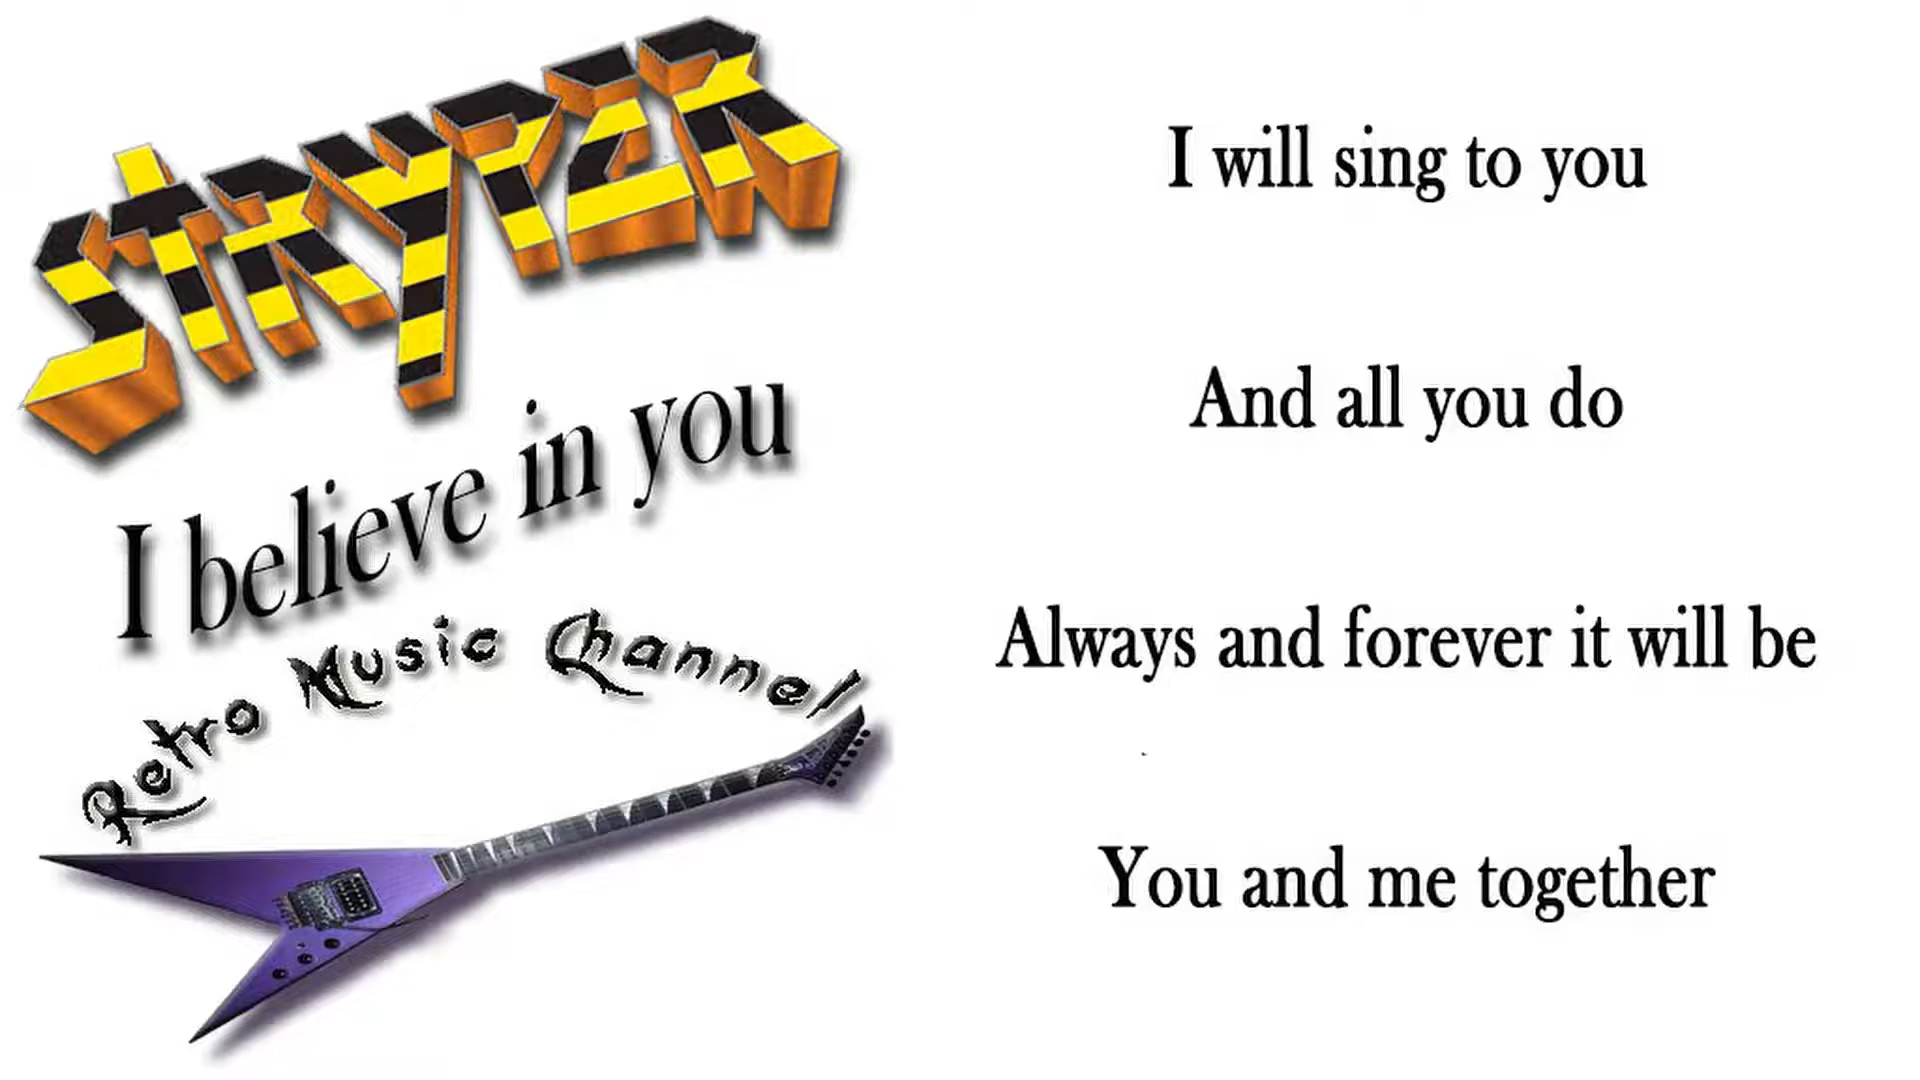 STRYPER
I believe in you
Retro Music Channel
I will sing to you
And all you do
Always and forever it will be
You and me together